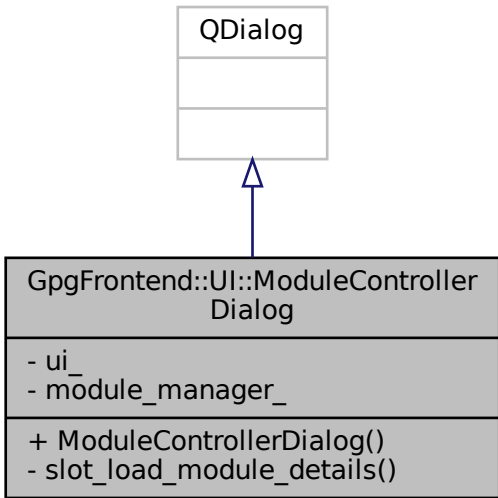 QDialog
GpgFrontend::UI::ModuleController
Dialog
- ui_
- module_manager_
+ ModuleControllerDialog()
- slot_load_module_details()